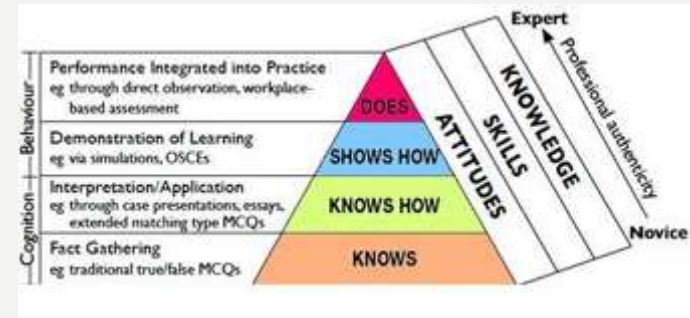 Expert
Professional authenticity
Novice
KNOWLEDGE
SKILLS
ATTITUDES
Behaviour
Performance Integrated into Practice
eg through direct observation, workplace-
based assessment
DOES
Demonstration of Learning
eg via simulations, OSCEs
SHOWS HOW
Cognition
Interpretation/Application
eg through case presentations, essays,
extended matching type MCQs
KNOWS HOW
Fact Gathering
eg traditional true/false MCQs
KNOWS